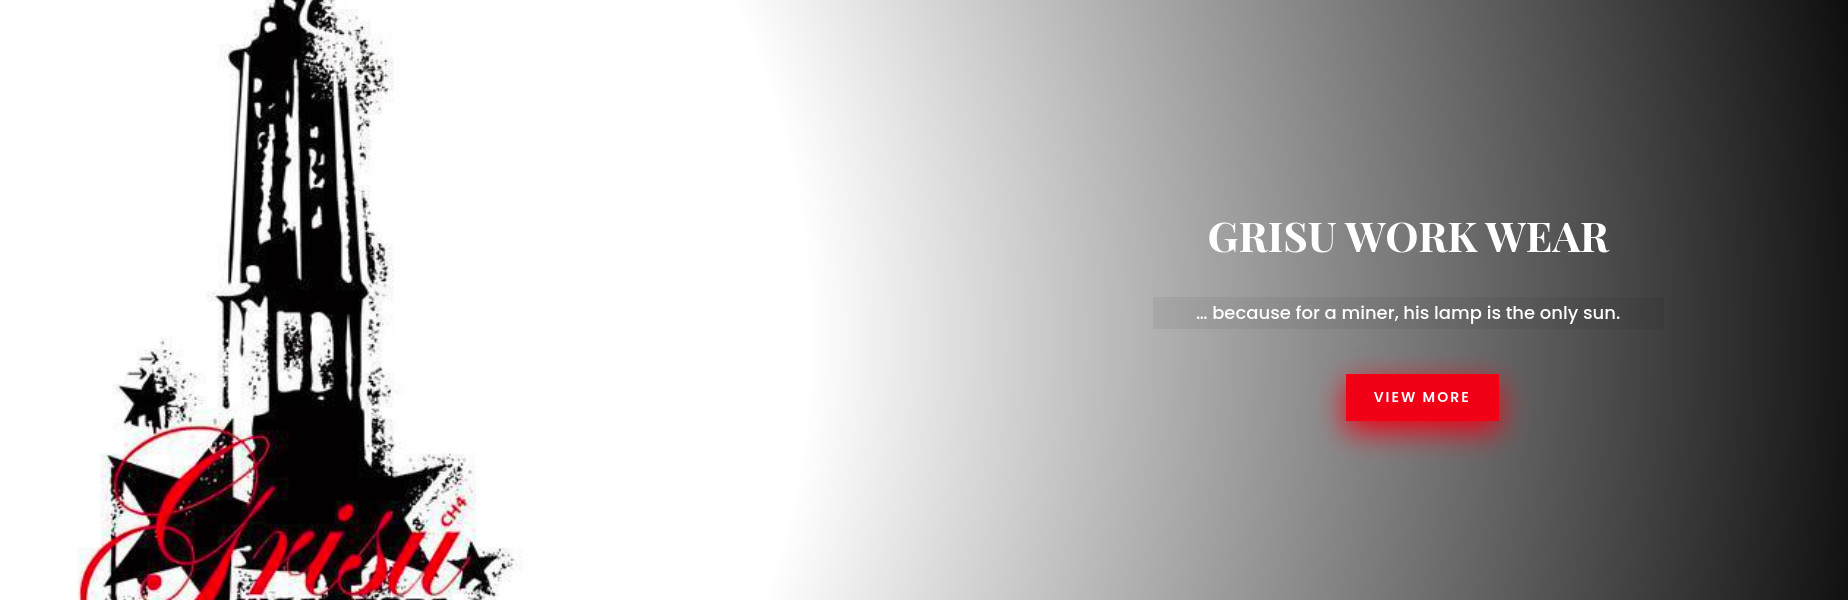 GRISU WORK WEAR
... because for a miner, his lamp is the only sun.
VIEW MORE
CH4
Grisu